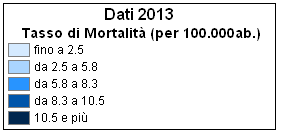 Dati 2013
Tasso di Mortalità (per 100.000ab.)
fino a 2.5
da 2.5 a 5.8
da 5.8 a 8.3
da 8.3 a 10.5
10.5 e più